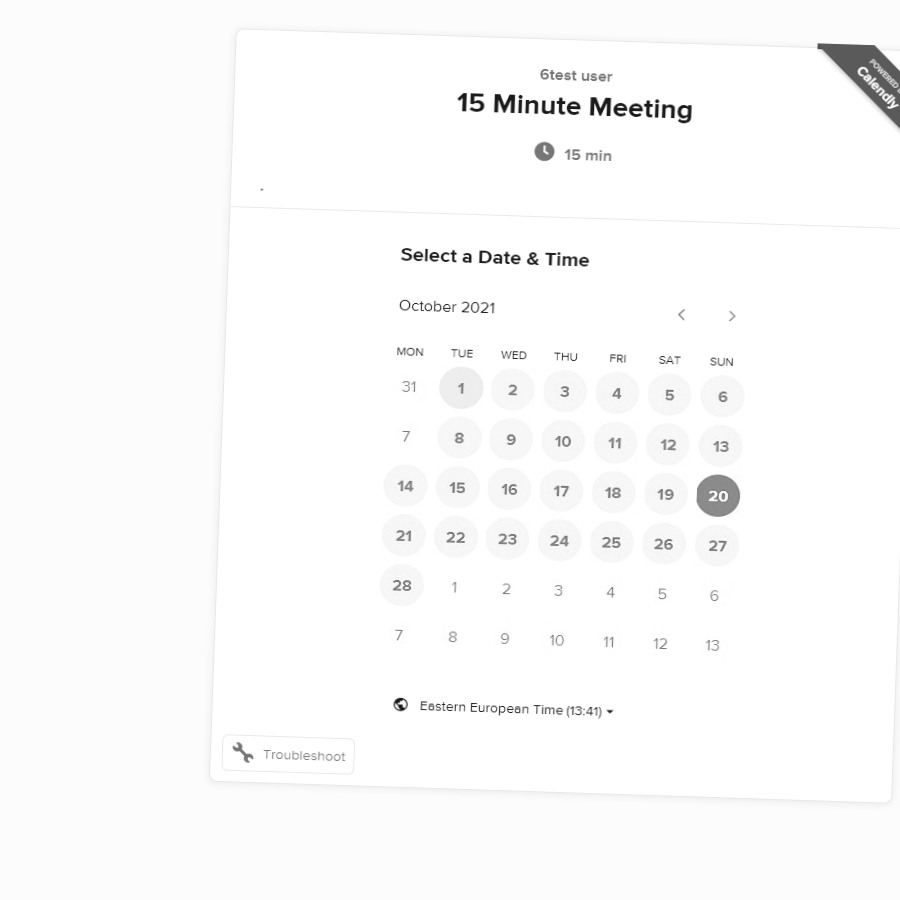 6test user
POWERED
Calendly
15 Minute Meeting
15 min
.
Select a Date & Time
October 2021
MON TUE WED THU FRI SAT SUN
31 1 2 3 4 5 6
7 8 9 10 11 12 13
14 15 16 17 18 19 20
21 22 23 24 25 26 27
28 1 2 3 4 5 6
7 8 9 10 11 12 13
Eastern European Time (13:41)
Troubleshoot